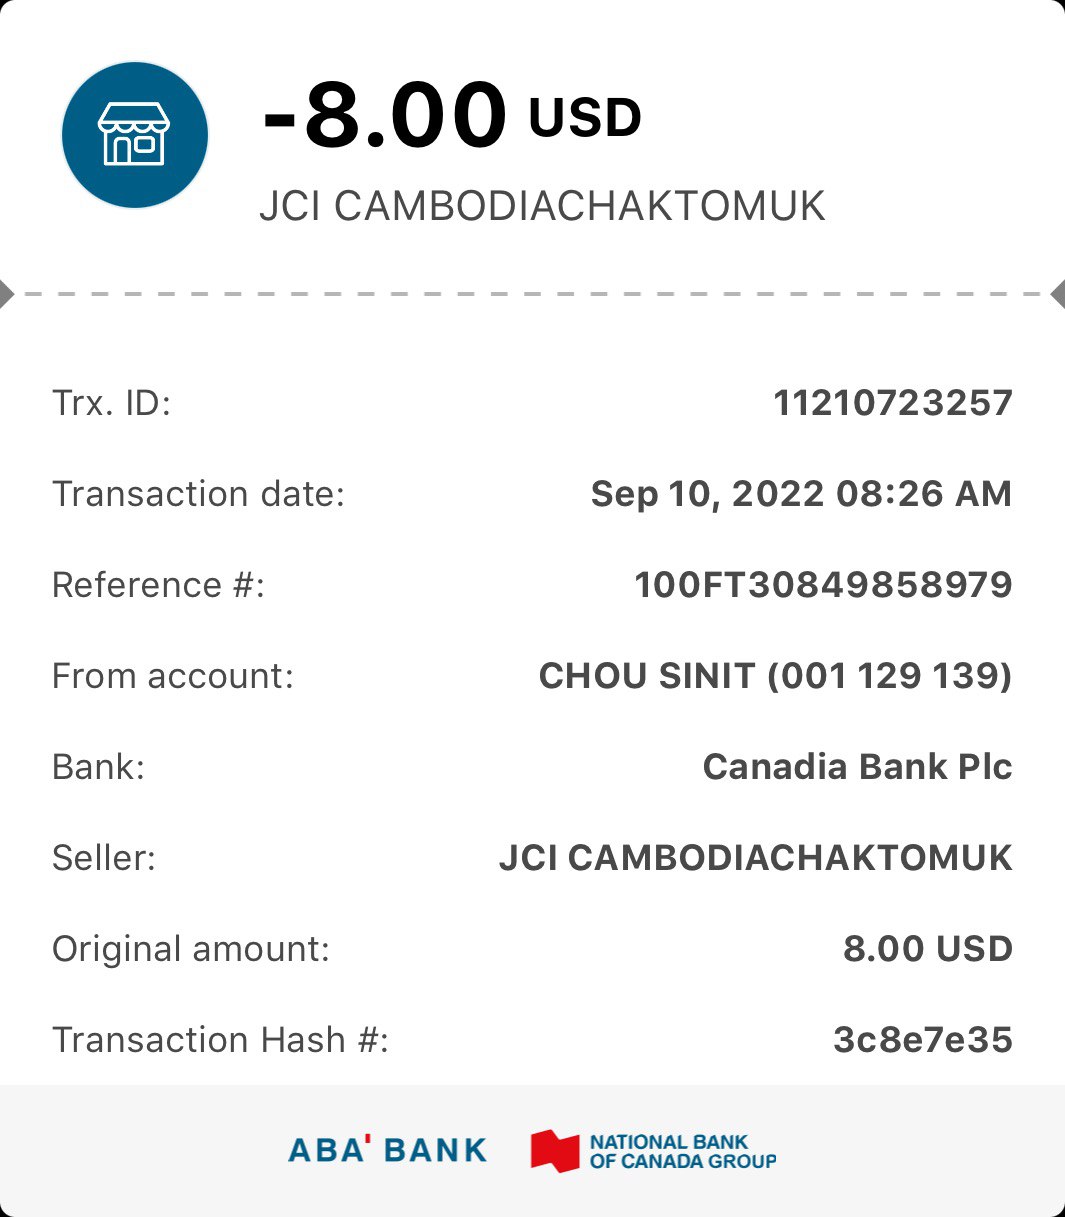 -8.00 USD
JCI CAMBODIACHAKTOMUK
Trx. ID: 11210723257
Transaction date: Sep 10, 2022 08:26 AM
Reference #: 100FT30849858979
From account: CHOU SINIT (001 129 139)
Bank: Canadia Bank Plc
Seller: JCI CAMBODIACHAKTOMUK
Original amount: 8.00 USD
Transaction Hash #: 3c8e7e35
ABA' BANK NATIONAL BANK
OF CANADA GROUP